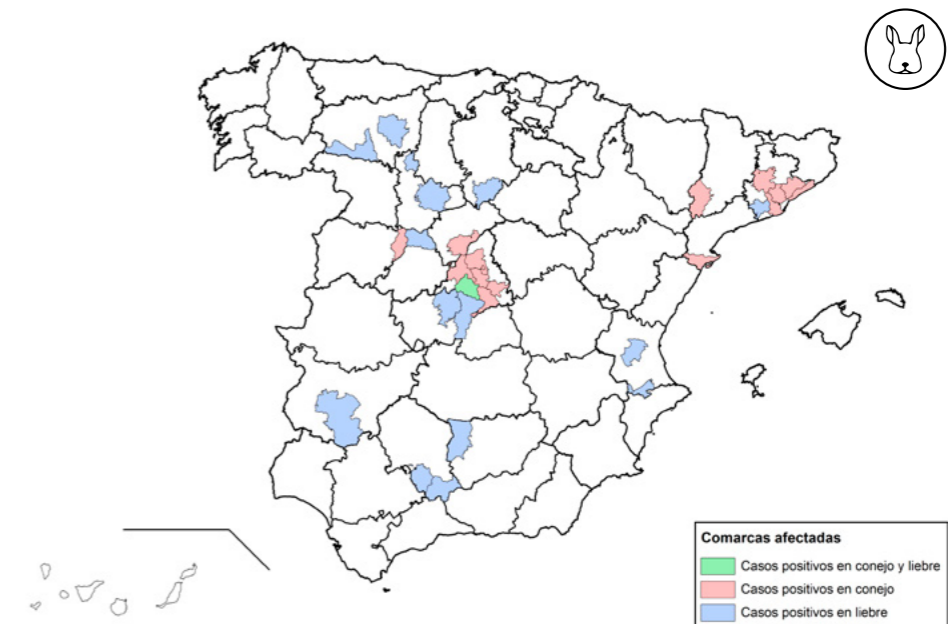 Comarcas afectadas
Casos positivos en conejo y liebre
Casos positivos en conejo
Casos positivos en liebre